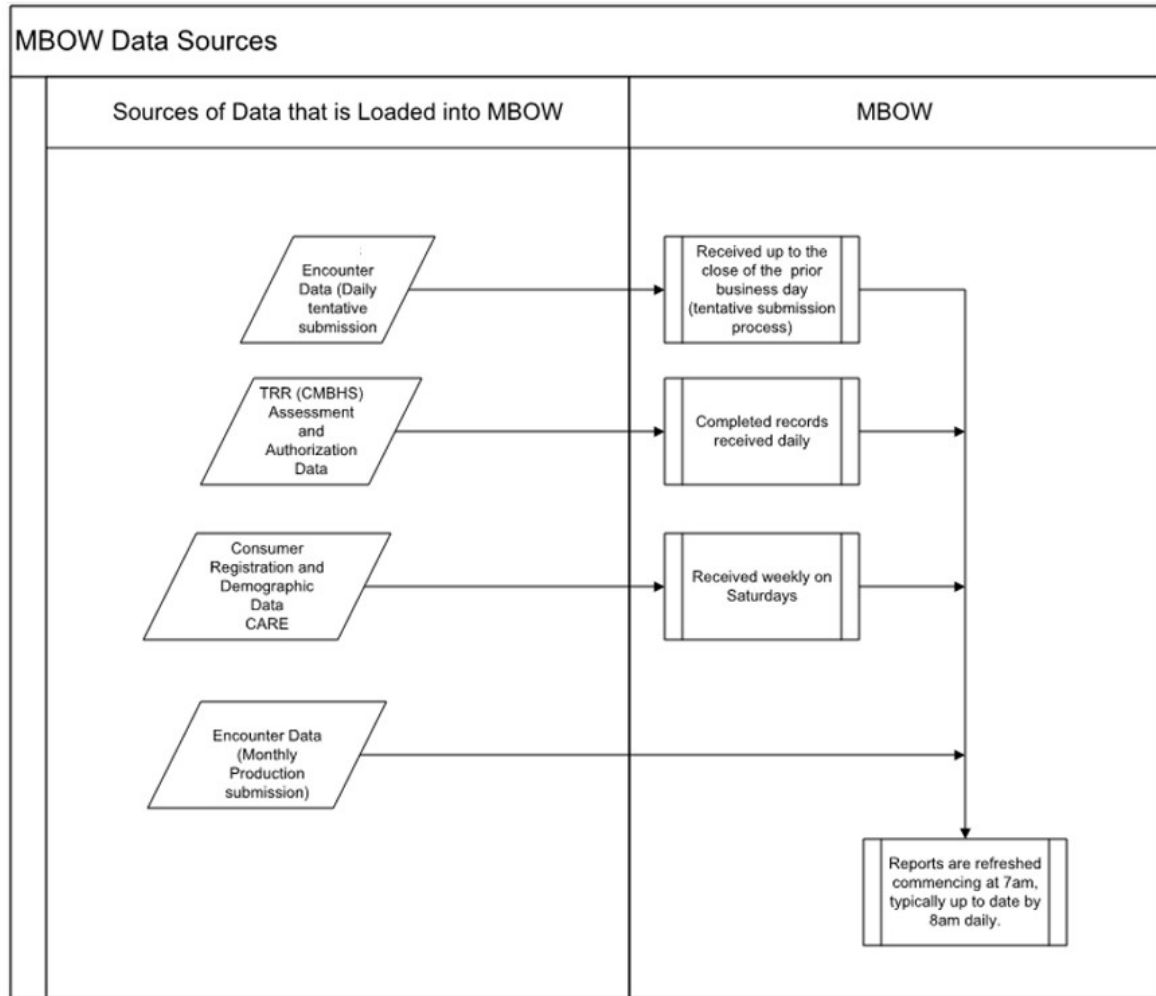 MBOW Data Sources
Sources of Data that is Loaded into MBOW
MBOW
Encounter
Data (Daily
tentative
submission
Received up to the
close of the prior
business day
(tentative submission
process)
TRR (CMBHS)
Assessment
and
Authorization
Data
Completed records
received daily
Consumer
Registration and
Demographic
Data
CARE
Received weekly on
Saturdays
Encounter Data
(Monthly
Production
submission)
Reports are refreshed
commencing at 7am,
typically up to date by
8am daily.